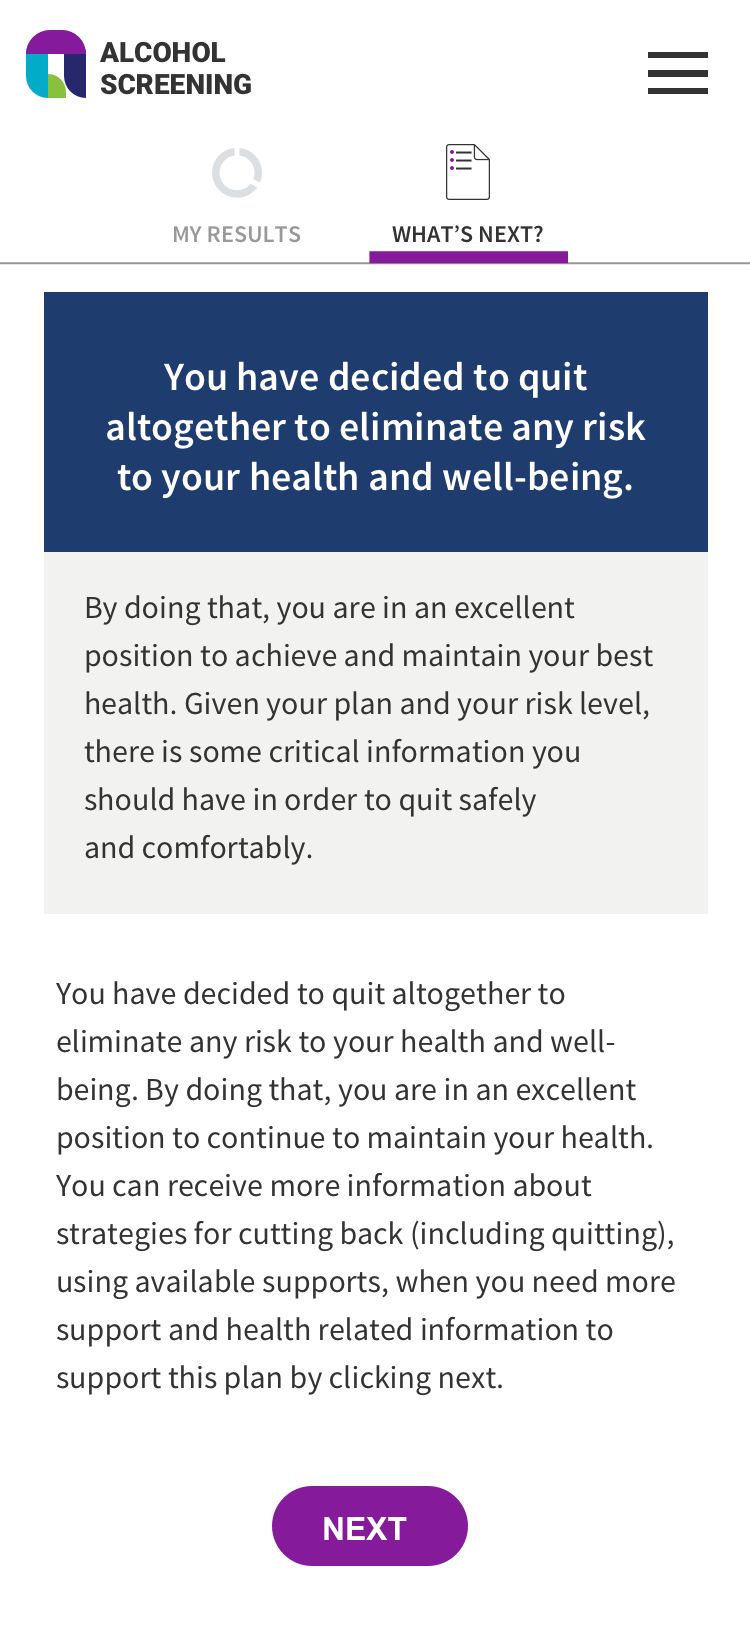 ALCOHOL
SCREENING
MY RESULTS
WHAT'S NEXT?
You have decided to quit
altogether to eliminate any risk
to your health and well-being.
By doing that, you are in an excellent
position to achieve and maintain your best
health. Given your plan and your risk level,
there is some critical information you
should have in order to quit safely
and comfortably.
You have decided to quit altogether to
eliminate any risk to your health and well-
being. By doing that, you are in an excellent
position to continue to maintain your health.
You can receive more information about
strategies for cutting back (including quitting),
using available supports, when you need more
support and health related information to
support this plan by clicking next.
NEXT